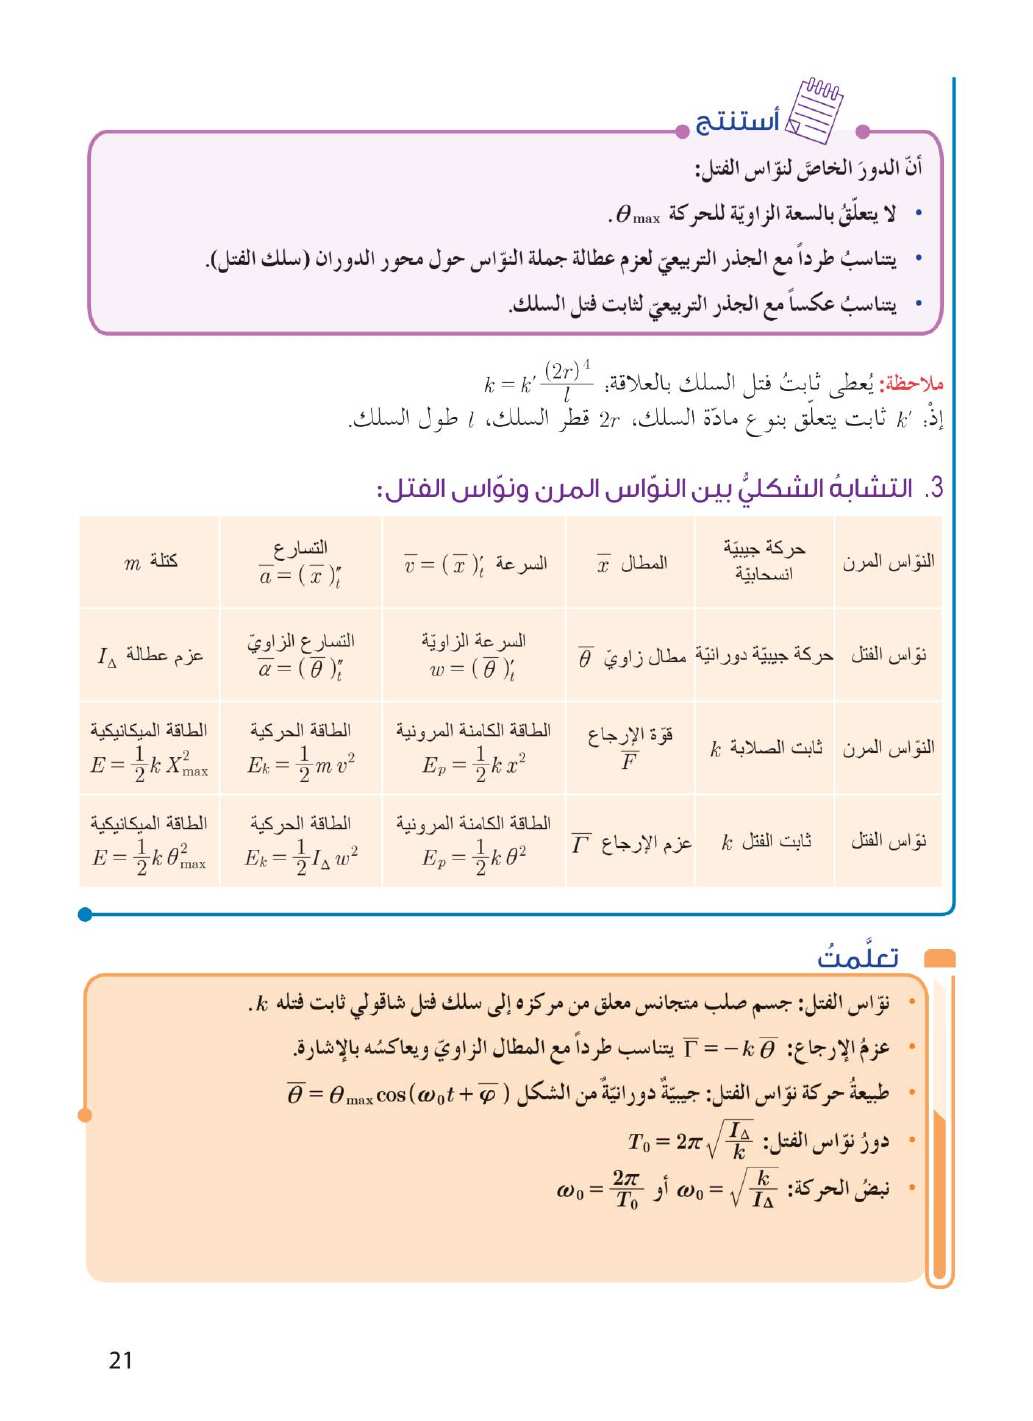 أستنتج
أنّ الدورَ الخاصَّ لنوّاس الفتل:
• لا يتعلّقُ بالسعة الزاويّة للحركة θmax.
• يتناسبُ طرداً مع الجذر التربيعيّ لعزم عطالة جملة النوّاس حول محور الدوران (سلك الفتل).
• يتناسبُ عكساً مع الجذر التربيعيّ لثابت فتل السلك.
ملاحظة: يُعطى ثابتُ فتل السلك بالعلاقة: k = k′ (2r)⁴ / l
إذْ: k′ ثابت يتعلّق بنوع مادّة السلك، 2r قطر السلك، l طول السلك.
3. التشابهُ الشكليُّ بين النوّاس المرن ونوّاس الفتل:
النوّاس المرن | حركة جيبيّة انسحابيّة | المطال x̅ | السرعة v̅ = (x̅)′t | التسارع a̅ = (x̅)″t | كتلة m
نوّاس الفتل | حركة جيبيّة دورانيّة | مطال زاويّ θ̅ | السرعة الزاويّة w = (θ̅)′t | التسارع الزاويّ α̅ = (θ̅)″t | عزم عطالة IΔ
النوّاس المرن | ثابت الصلابة k | قوّة الإرجاع F̅ | الطاقة الكامنة المرونية Ep = 1/2 k x² | الطاقة الحركية Ek = 1/2 m v² | الطاقة الميكانيكية E = 1/2 k X²max
نوّاس الفتل | ثابت الفتل k | عزم الإرجاع Γ̅ | الطاقة الكامنة المرونية Ep = 1/2 k θ² | الطاقة الحركية Ek = 1/2 IΔ w² | الطاقة الميكانيكية E = 1/2 k θ²max
تعلَّمتُ
• نوّاس الفتل: جسم صلب متجانس معلق من مركزه إلى سلك فتل شاقولي ثابت فتله k.
• عزمُ الإرجاع: Γ̅ = −k θ̅ يتناسب طرداً مع المطال الزاويّ ويعاكسُه بالإشارة.
• طبيعةُ حركة نوّاس الفتل: جيبيّةٌ دورانيّةٌ من الشكل θ̅ = θmax cos(ω₀t + φ̅)
• دورُ نوّاس الفتل: T₀ = 2π√(IΔ/k)
• نبضُ الحركة: ω₀ = √(k/IΔ) أو ω₀ = 2π/T₀
21